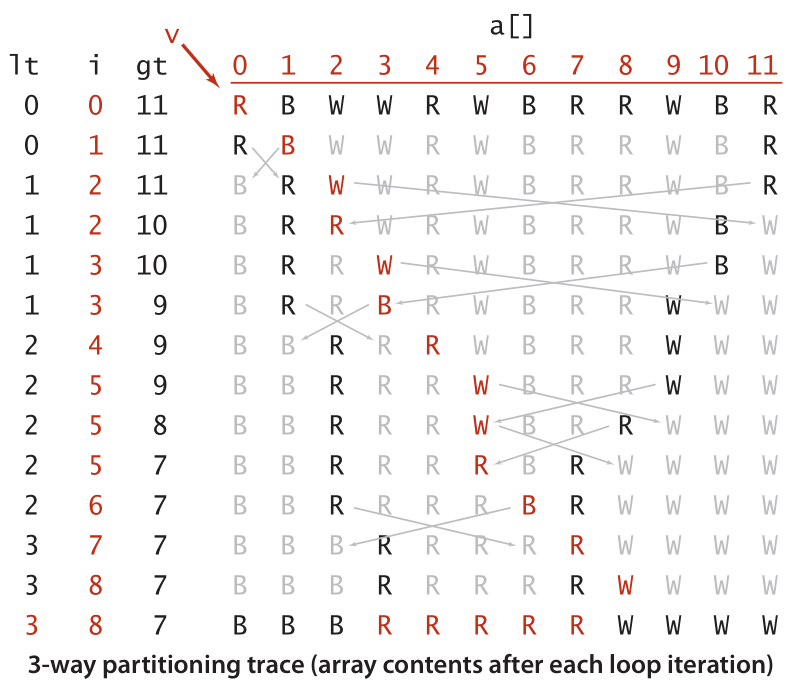 a[]
v
lt i gt 0 1 2 3 4 5 6 7 8 9 10 11
0 0 11 R B W W R W B R R W B R
0 1 11 R B W W R W B R R W B R
1 2 11 B R W W R W B R R W B R
1 2 10 B R R W R W B R R W B W
1 3 10 B R R W R W B R R W B W
1 3 9 B R R B R W B R R W W W
2 4 9 B B R R R W B R R W W W
2 5 9 B B R R R W B R R W W W
2 5 8 B B R R R W B R R W W W
2 5 7 B B R R R R B R W W W W
2 6 7 B B R R R R B R W W W W
3 7 7 B B B R R R R R W W W W
3 8 7 B B B R R R R R W W W W
3 8 7 B B B R R R R R W W W W
3-way partitioning trace (array contents after each loop iteration)